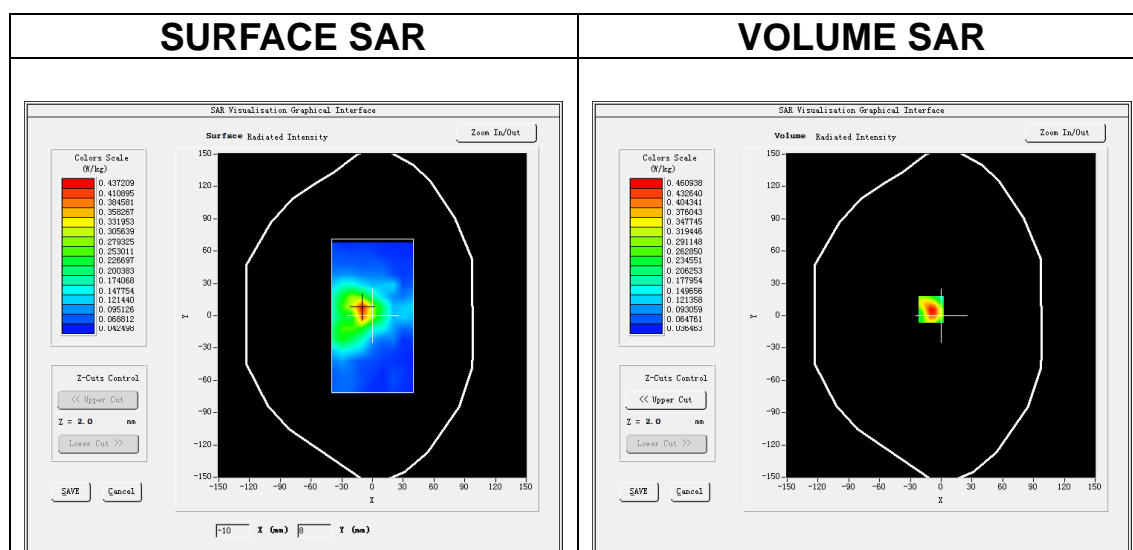 SURFACE SAR
VOLUME SAR
SAR Visualisation Graphical Interface
Surface Radiated Intensity
Zoom In/Out
Colors Scale
(W/kg)
0.437209
0.410895
0.384581
0.358267
0.331953
0.305639
0.279325
0.253011
0.226697
0.200383
0.174068
0.147754
0.121440
0.095126
0.068812
0.042498
Z-Cuts Control
<< Upper Cut
Z = 2.0 mm
Lower Cut >>
SAVE
Cancel
150
120
90
60
30
0
-30
-60
-90
-120
-150
Y
-150 -120 -90 -60 -30 0 30 60 90 120 150
X
-10 X (mm) 8 Y (mm)
SAR Visualisation Graphical Interface
Volume Radiated Intensity
Zoom In/Out
Colors Scale
(W/kg)
0.460938
0.432640
0.404341
0.376043
0.347745
0.319446
0.291148
0.262850
0.234551
0.206253
0.177954
0.149656
0.121358
0.093059
0.064761
0.036463
Z-Cuts Control
<< Upper Cut
Z = 2.0 mm
Lower Cut >>
SAVE
Cancel
150
120
90
60
30
0
-30
-60
-90
-120
-150
Y
-150 -120 -90 -60 -30 0 30 60 90 120 150
X